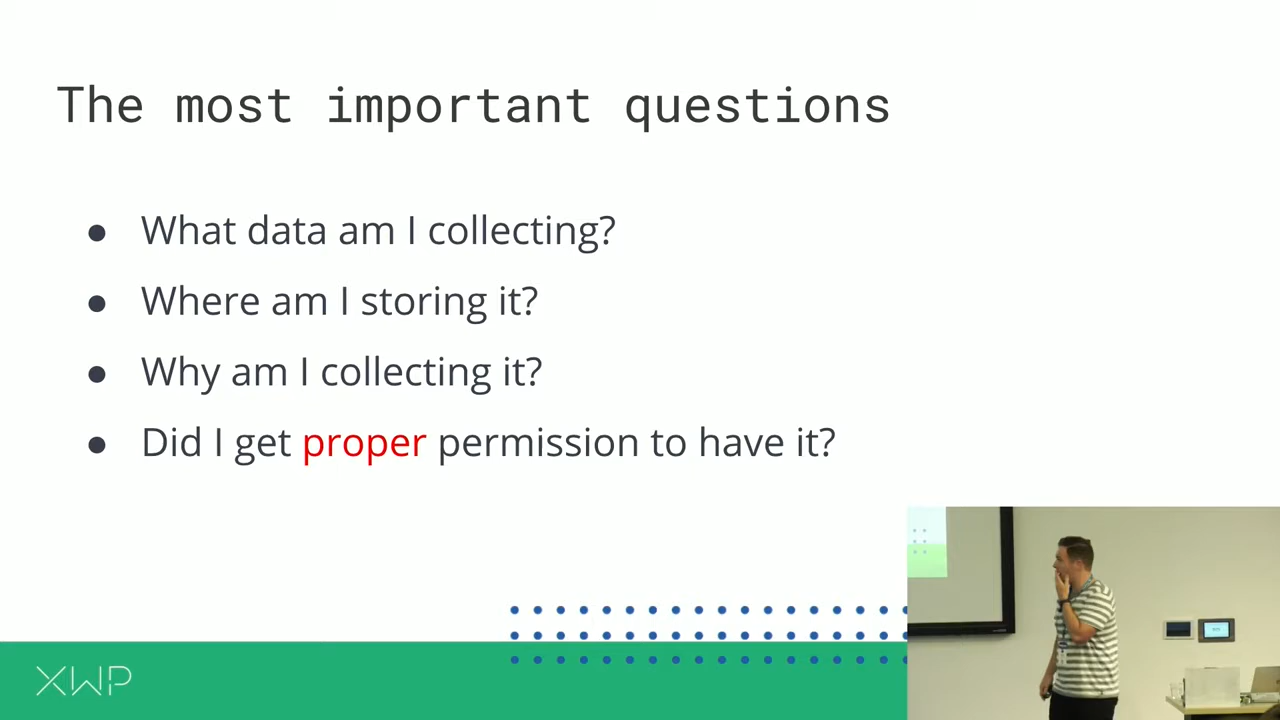 The most important questions
● What data am I collecting?
● Where am I storing it?
● Why am I collecting it?
● Did I get proper permission to have it?
XWP